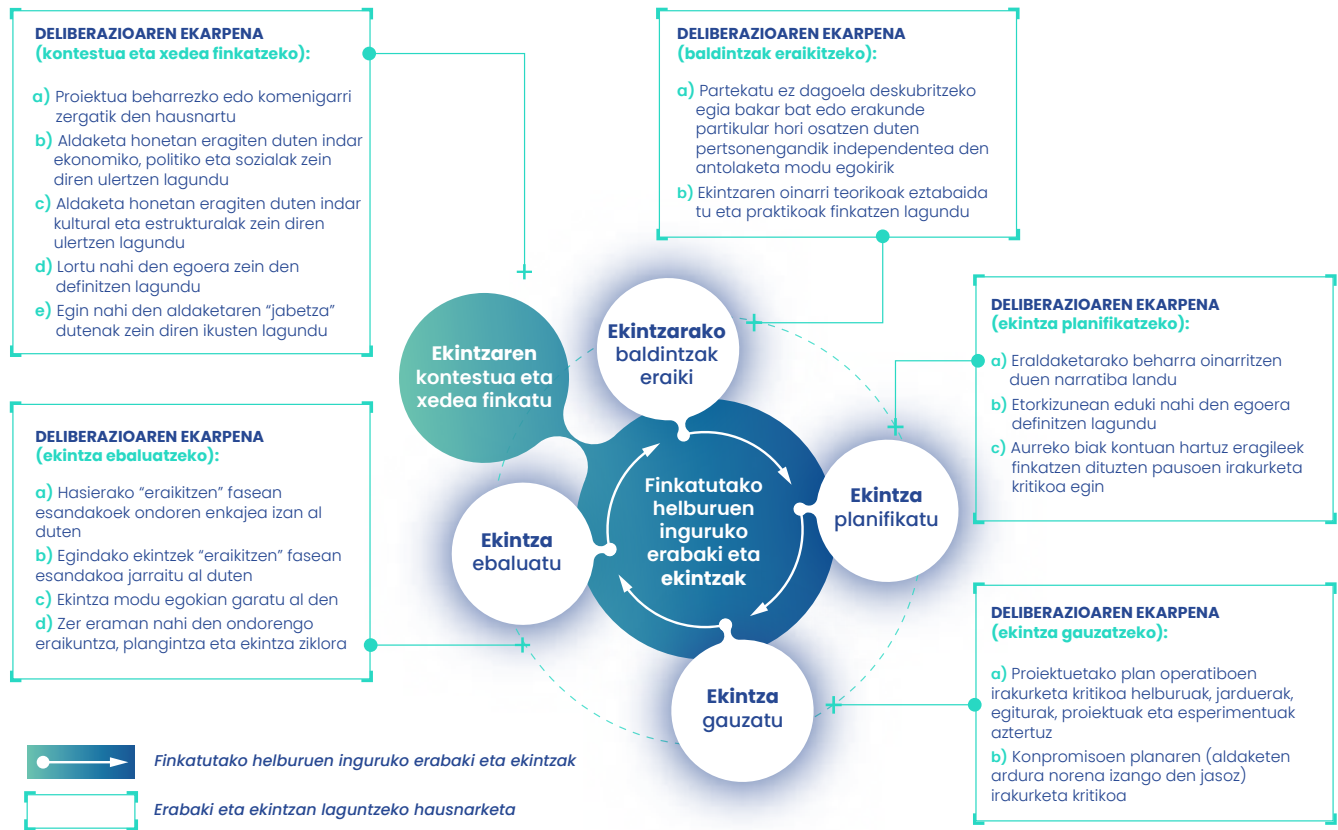 DELIBERAZIOAREN EKARPENA
(kontestua eta xedea finkatzeko):
a) Proiektua beharrezko edo komenigarri
zergatik den hausnartu
b) Aldaketa honetan eragiten duten indar
ekonomiko, politiko eta sozialak zein
diren ulertzen lagundu
c) Aldaketa honetan eragiten duten indar
kultural eta estrukturalak zein diren
ulertzen lagundu
d) Lortu nahi den egoera zein den
definitzen lagundu
e) Egin nahi den aldaketaren “jabetza”
dutenak zein diren ikusten lagundu
DELIBERAZIOAREN EKARPENA
(baldintzak eraikitzeko):
a) Partekatu ez dagoela deskubritzeko
egia bakar bat edo erakunde
partikular hori osatzen duten
pertsonengandik independentea den
antolaketa modu egokirik
b) Ekintzaren oinarri teorikoak eztabaida
tu eta praktikoak finkatzen lagundu
DELIBERAZIOAREN EKARPENA
(ekintza planifikatzeko):
a) Eraldaketarako beharra oinarritzen
duen narratiba landu
b) Etorkizunean eduki nahi den egoera
definitzen lagundu
c) Aurreko biak kontuan hartuz eragileek
finkatzen dituzten pausoen irakurketa
kritikoa egin
DELIBERAZIOAREN EKARPENA
(ekintza gauzatzeko):
a) Proiektuetako plan operatiboen
irakurketa kritikoa helburuak, jarduerak,
egiturak, proiektuak eta esperimentuak
aztertuz
b) Konpromisoen planaren (aldaketen
ardura norena izango den jasoz)
irakurketa kritikoa
DELIBERAZIOAREN EKARPENA
(ekintza ebaluatzeko):
a) Hasierako “eraikitzen” fasean
esandakoek ondoren enkajea izan al
duten
b) Egindako ekintzek “eraikitzen” fasean
esandakoa jarraitu al duten
c) Ekintza modu egokian garatu al den
d) Zer eraman nahi den ondorengo
eraikuntza, plangintza eta ekintza ziklora
Ekintzaren
kontestua eta
xedea finkatu
Ekintzarako
baldintzak
eraiki
Ekintza
planifikatu
Ekintza
gauzatu
Ekintza
ebaluatu
Finkatutako
helburuen
inguruko
erabaki eta
ekintzak
Finkatutako helburuen inguruko erabaki eta ekintzak
Erabaki eta ekintzan laguntzeko hausnarketa